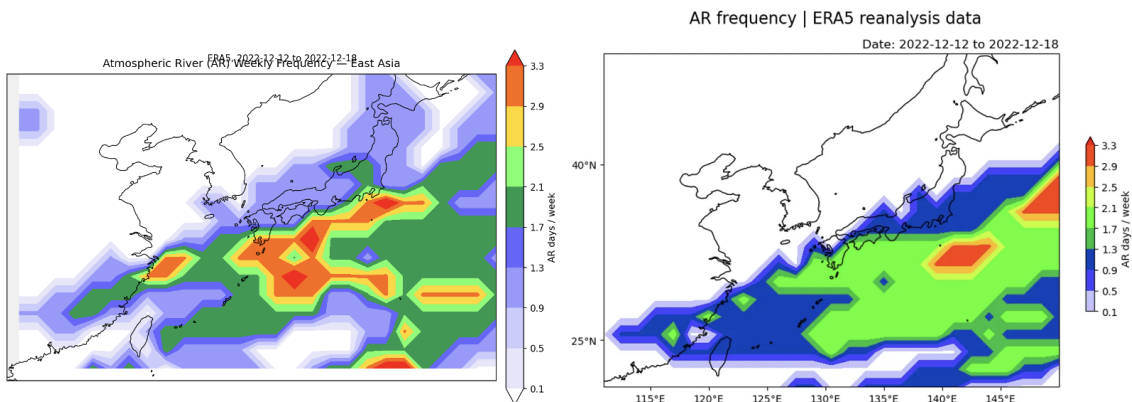 ERA5, 2022-12-12 to 2022-12-18
Atmospheric River (AR) Weekly Frequency — East Asia
3.3
2.9
2.5
2.1
1.7
1.3
0.9
0.5
0.1
AR days / week
AR frequency | ERA5 reanalysis data
Date: 2022-12-12 to 2022-12-18
40°N
25°N
115°E
120°E
125°E
130°E
135°E
140°E
145°E
3.3
2.9
2.5
2.1
1.7
1.3
0.9
0.5
0.1
AR days / week